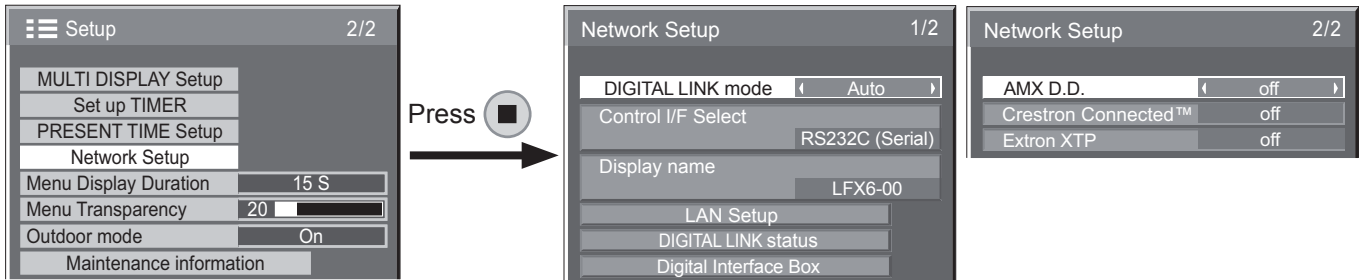 Setup 2/2
MULTI DISPLAY Setup
Set up TIMER
PRESENT TIME Setup
Network Setup
Menu Display Duration 15 S
Menu Transparency 20
Outdoor mode On
Maintenance information
Press
Network Setup 1/2
DIGITAL LINK mode Auto
Control I/F Select
RS232C (Serial)
Display name
LFX6-00
LAN Setup
DIGITAL LINK status
Digital Interface Box
Network Setup 2/2
AMX D.D. off
Crestron Connected™ off
Extron XTP off